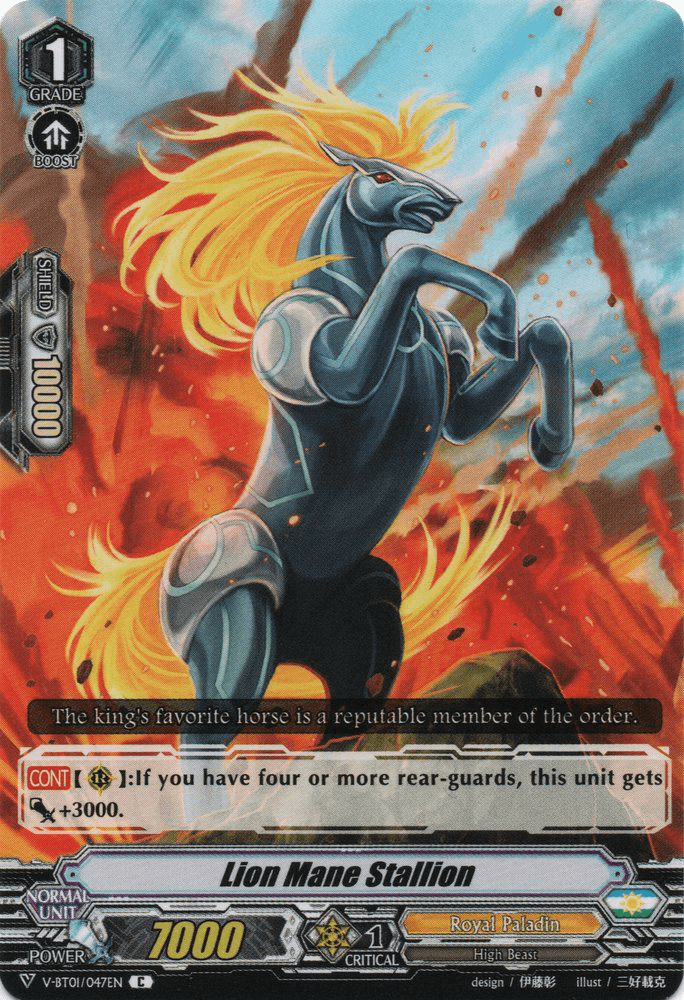 1
GRADE
BOOST
SHIELD
10000
The king's favorite horse is a reputable member of the order.
CONT【 R 】:If you have four or more rear-guards, this unit gets
+3000.
Lion Mane Stallion
NORMAL
UNIT
POWER
7000
1
CRITICAL
Royal Paladin
High Beast
V-BT01/047EN C
design / 伊藤彰
illust / 三好載克